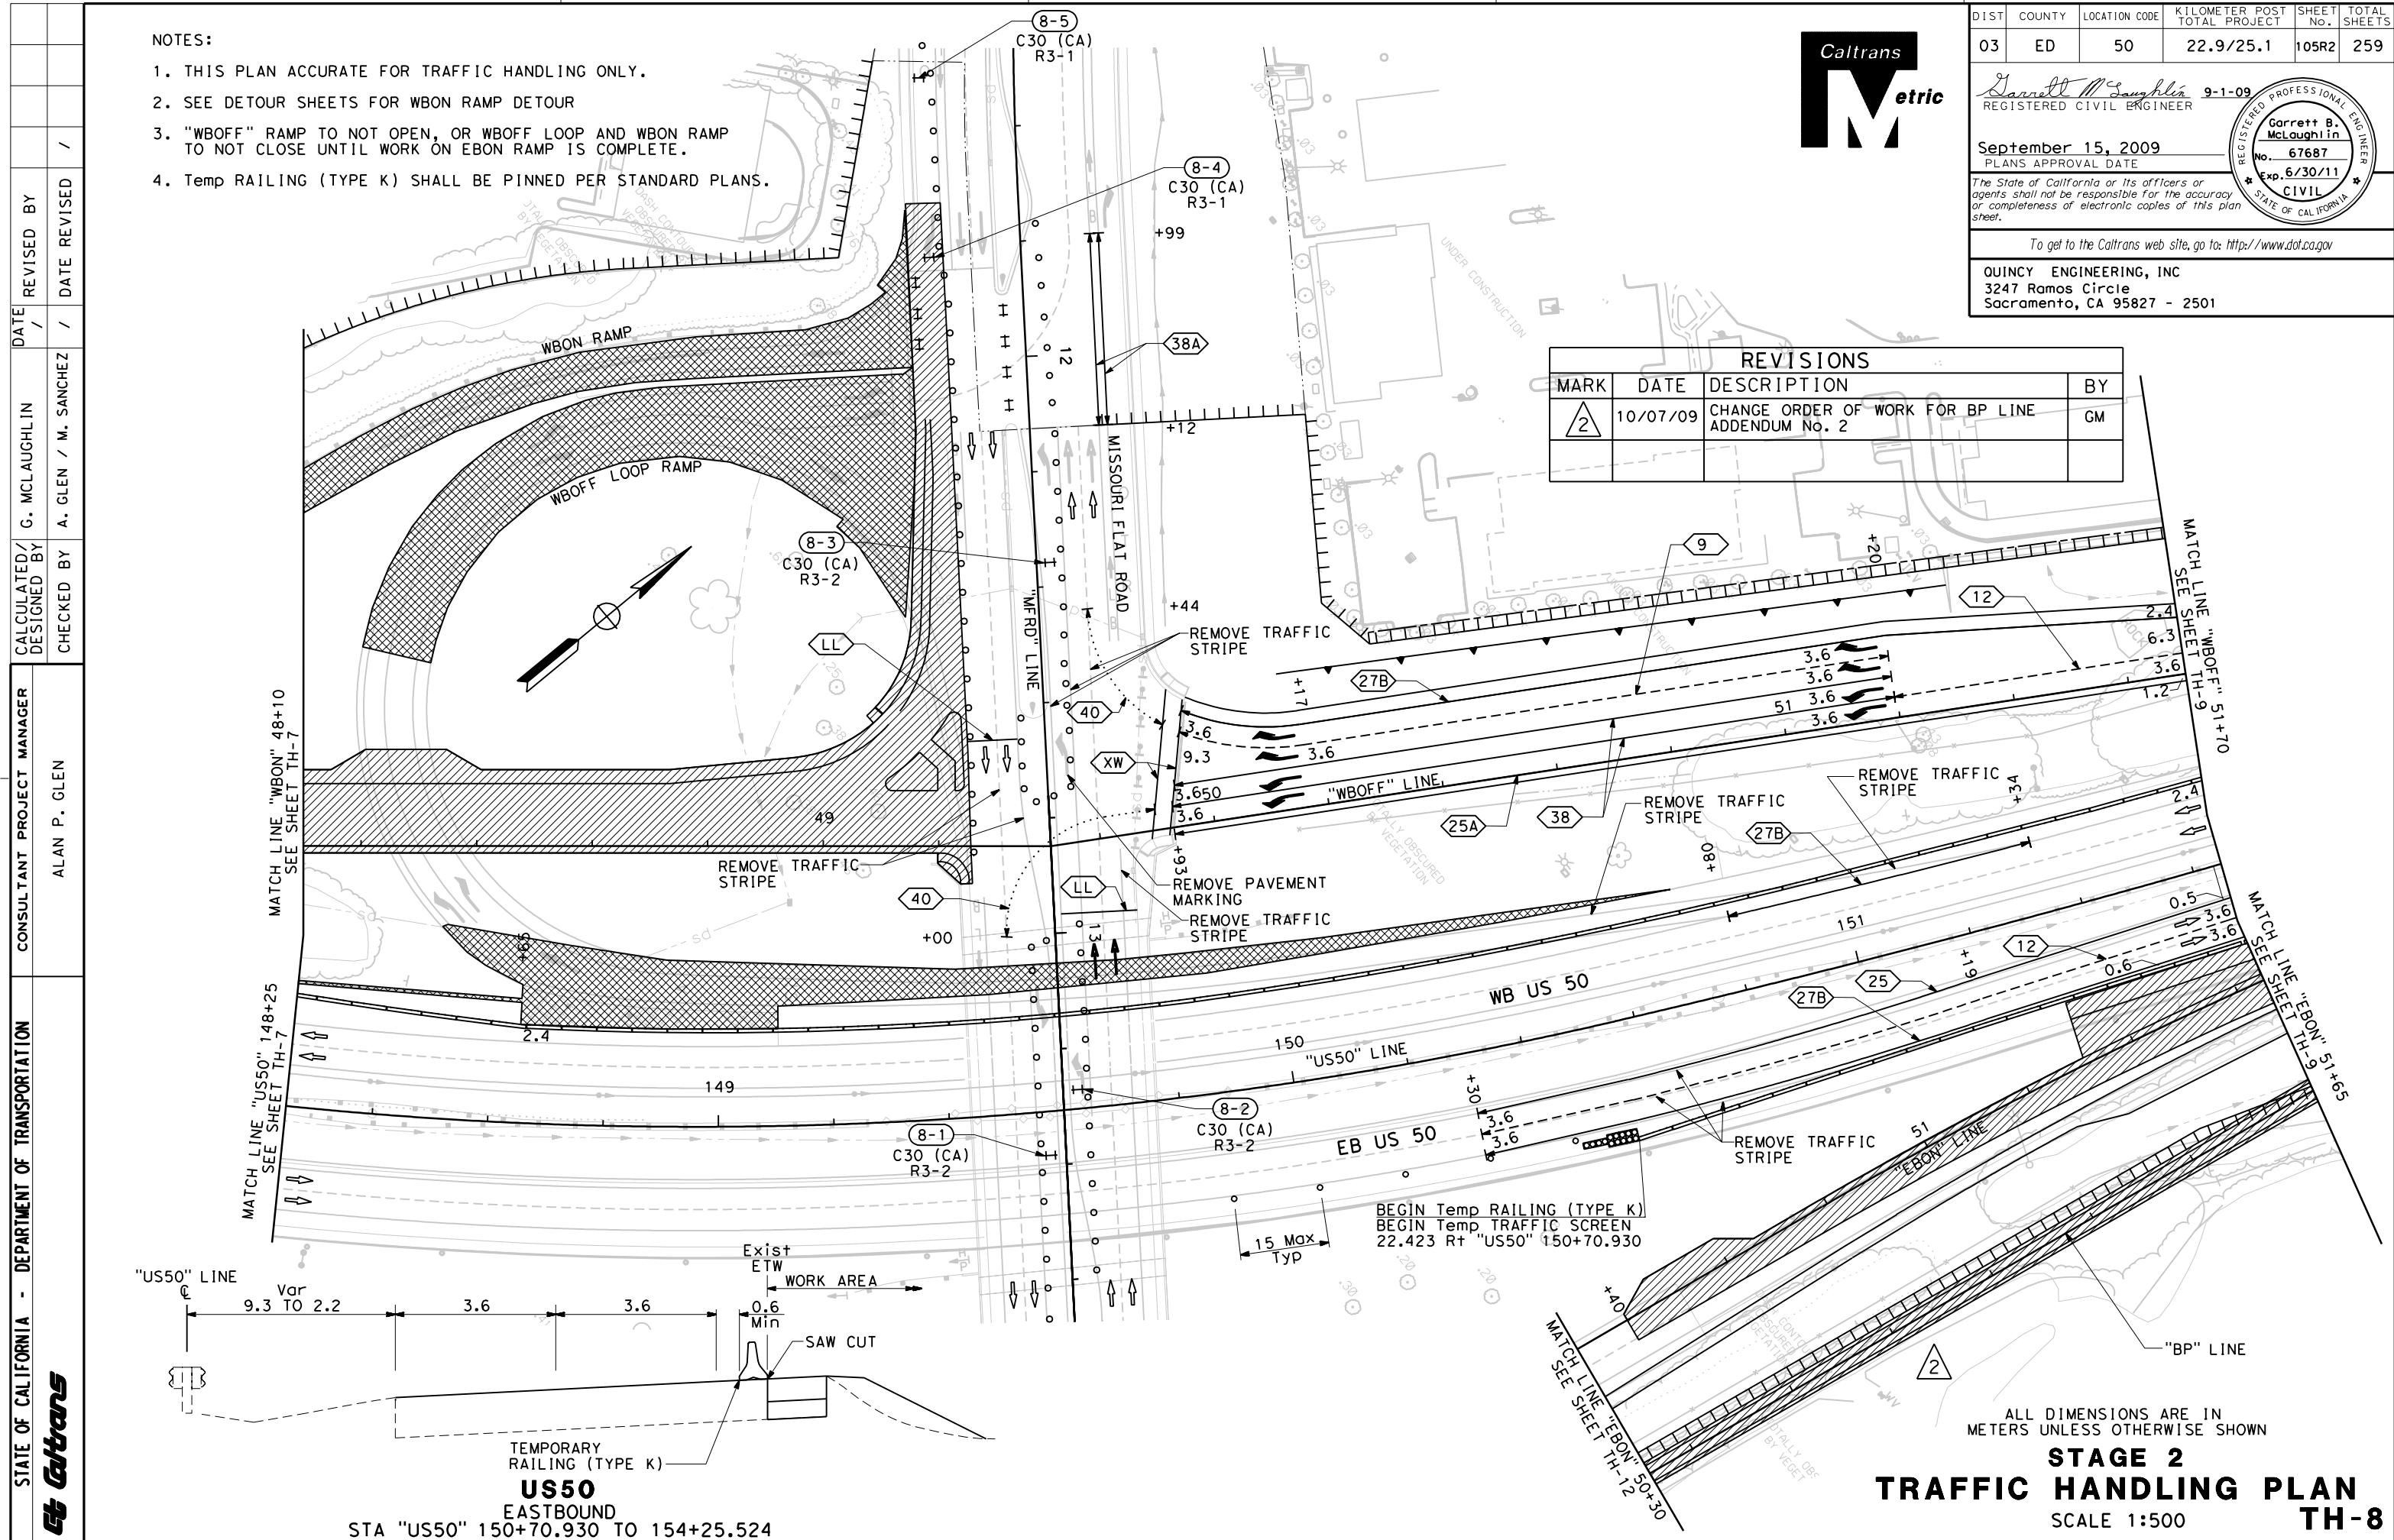 NOTES:
1. THIS PLAN ACCURATE FOR TRAFFIC HANDLING ONLY.
2. SEE DETOUR SHEETS FOR WBON RAMP DETOUR
3. "WBOFF" RAMP TO NOT OPEN, OR WBOFF LOOP AND WBON RAMP
TO NOT CLOSE UNTIL WORK ON EBON RAMP IS COMPLETE.
4. Temp RAILING (TYPE K) SHALL BE PINNED PER STANDARD PLANS.
8-5
C30 (CA)
R3-1
8-4
C30 (CA)
R3-1
Caltrans
Metric
DIST COUNTY LOCATION CODE KILOMETER POST TOTAL PROJECT SHEET No. TOTAL SHEETS
03 ED 50 22.9/25.1 105R2 259
Garrett McLaughlin 9-1-09
REGISTERED CIVIL ENGINEER
September 15, 2009
PLANS APPROVAL DATE
REGISTERED PROFESSIONAL ENGINEER
Garrett B.
McLaughlin
No. 67687
Exp. 6/30/11
CIVIL
STATE OF CALIFORNIA
The State of California or its officers or
agents shall not be responsible for the accuracy
or completeness of electronic copies of this plan
sheet.
To get to the Caltrans web site, go to: http://www.dot.ca.gov
QUINCY ENGINEERING, INC
3247 Ramos Circle
Sacramento, CA 95827 - 2501
REVISIONS
MARK DATE DESCRIPTION BY
2 10/07/09 CHANGE ORDER OF WORK FOR BP LINE
ADDENDUM No. 2 GM
REVISED BY
DATE REVISED
DATE
/
/
/
CALCULATED/
DESIGNED BY
G. MCLAUGHLIN
CHECKED BY
A. GLEN / M. SANCHEZ
CONSULTANT PROJECT MANAGER
ALAN P. GLEN
STATE OF CALIFORNIA - DEPARTMENT OF TRANSPORTATION
Caltrans
UNDER CONSTRUCTION
+99
38A
12
+12
WBON RAMP
WBOFF LOOP RAMP
MISSOURI FLAT ROAD
8-3
C30 (CA)
R3-2
"MFRD" LINE
+44
REMOVE TRAFFIC
STRIPE
LL
40
XW
+17
27B
9
+20
12
2.4
6.3
3.6
1.2
MATCH LINE "WBOFF" 51+70
SEE SHEET TH-9
3.6
3.6
51 3.6
3.6
3.6
9.3
3.6
3.6
50
3.6
"WBOFF" LINE
25A
38
REMOVE TRAFFIC
STRIPE
REMOVE TRAFFIC
STRIPE
27B
+34
+80
2.4
MATCH LINE "WBON" 48+10
SEE SHEET TH-7
49
REMOVE TRAFFIC
STRIPE
+93
LL
REMOVE PAVEMENT
MARKING
40
REMOVE TRAFFIC
STRIPE
+00
13
+65
sd
TOTALLY OBSCURED
BY VEGETATION
2.4
MATCH LINE "US50" 148+25
SEE SHEET TH-7
149
150
"US50" LINE
WB US 50
151
0.5
3.6
3.6
0.6
12
+19
25
27B
MATCH LINE "EBON" 51+65
SEE SHEET TH-9
8-1
C30 (CA)
R3-2
8-2
C30 (CA)
R3-2
EB US 50
+30
3.6
3.6
REMOVE TRAFFIC
STRIPE
51
"EBON" LINE
BEGIN Temp RAILING (TYPE K)
BEGIN Temp TRAFFIC SCREEN
22.423 Rt "US50" 150+70.930
15 Max
Typ
+40
MATCH LINE "EBON" 50+30
SEE SHEET TH-12
"BP" LINE
2
"US50" LINE
℄
Var
9.3 TO 2.2
3.6
3.6
0.6
Min
Exist
ETW
WORK AREA
SAW CUT
TEMPORARY
RAILING (TYPE K)
US50
EASTBOUND
STA "US50" 150+70.930 TO 154+25.524
ALL DIMENSIONS ARE IN
METERS UNLESS OTHERWISE SHOWN
STAGE 2
TRAFFIC HANDLING PLAN
SCALE 1:500
TH-8